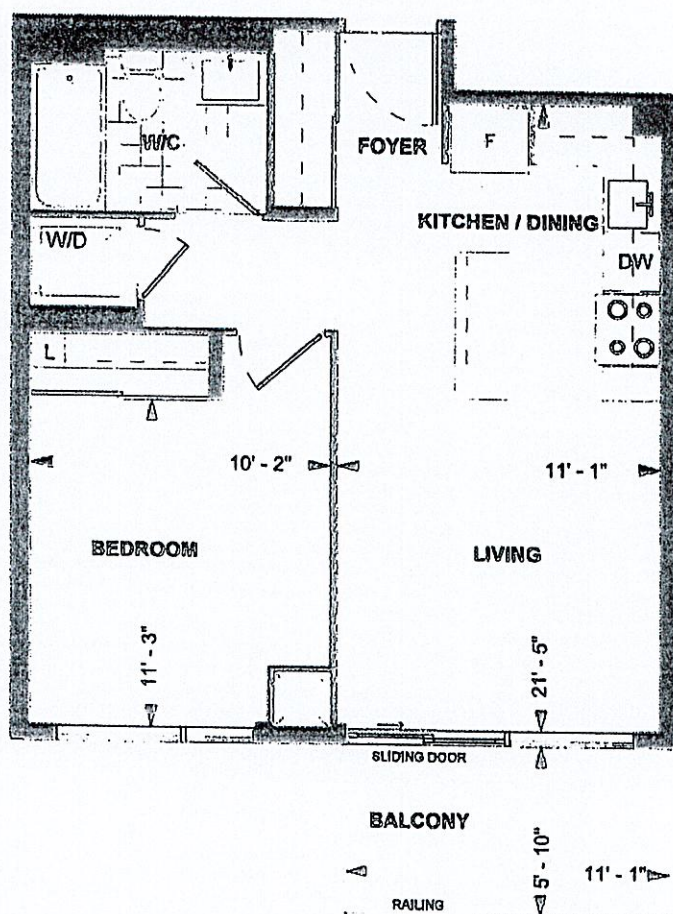 W/C
FOYER
F
KITCHEN / DINING
W/D
DW
L
10' - 2"
11' - 1"
BEDROOM
LIVING
11' - 3"
21' - 5"
SLIDING DOOR
BALCONY
5' - 10"
11' - 1"
RAILING